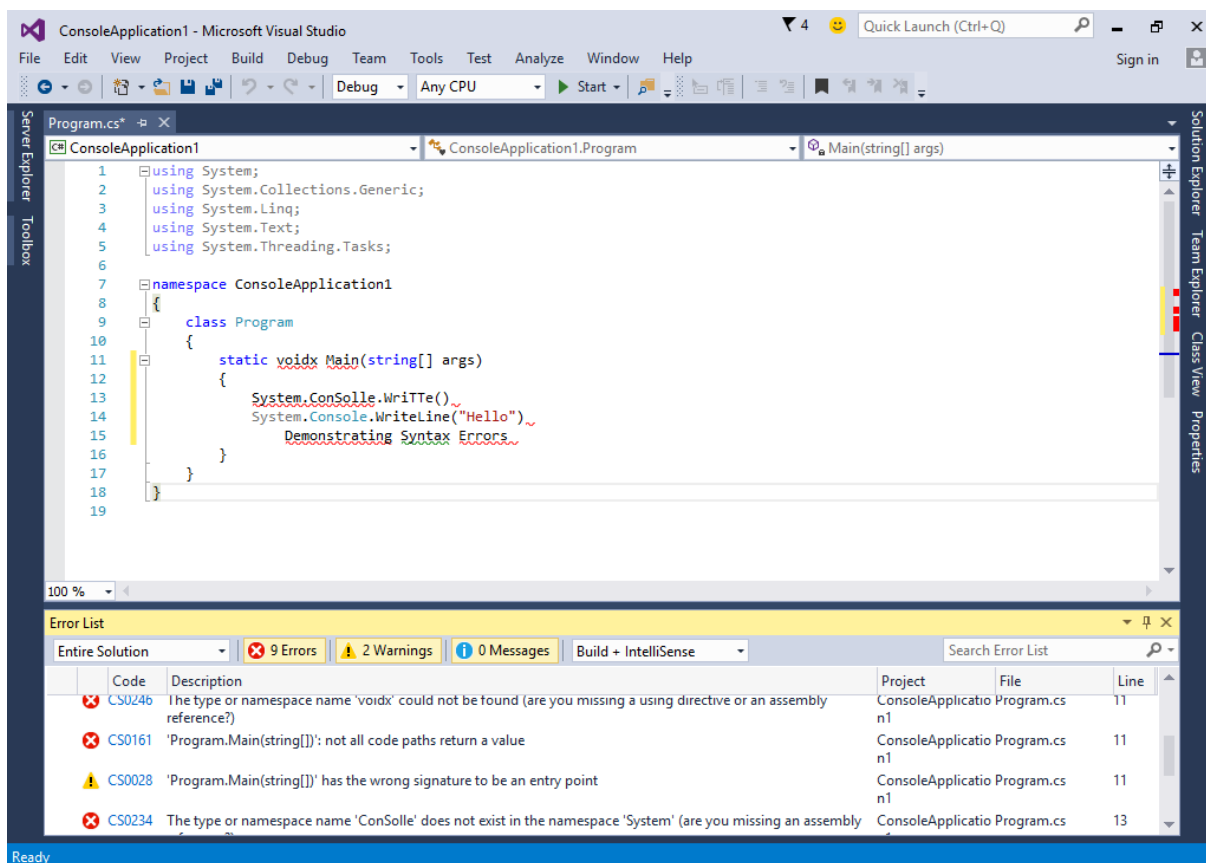 ConsoleApplication1 - Microsoft Visual Studio
4
Quick Launch (Ctrl+Q)
File Edit View Project Build Debug Team Tools Test Analyze Window Help
Sign in
Debug
Any CPU
Start
Server Explorer
Toolbox
Program.cs*
ConsoleApplication1
ConsoleApplication1.Program
Main(string[] args)
1 using System;
2 using System.Collections.Generic;
3 using System.Linq;
4 using System.Text;
5 using System.Threading.Tasks;
6
7 namespace ConsoleApplication1
8 {
9 class Program
10 {
11 static voidx Main(string[] args)
12 {
13 System.ConSolle.WriTTe()
14 System.Console.WriteLine("Hello")
15 Demonstrating Syntax Errors
16 }
17 }
18 }
19
100 %
Solution Explorer
Team Explorer
Class View
Properties
Error List
Entire Solution
9 Errors
2 Warnings
0 Messages
Build + IntelliSense
Search Error List
Code Description Project File Line
CS0246 The type or namespace name 'voidx' could not be found (are you missing a using directive or an assembly ConsoleApplicatio Program.cs 11
reference?) n1
CS0161 'Program.Main(string[])': not all code paths return a value ConsoleApplicatio Program.cs 11
n1
CS0028 'Program.Main(string[])' has the wrong signature to be an entry point ConsoleApplicatio Program.cs 11
n1
CS0234 The type or namespace name 'ConSolle' does not exist in the namespace 'System' (are you missing an assembly ConsoleApplicatio Program.cs 13
Ready